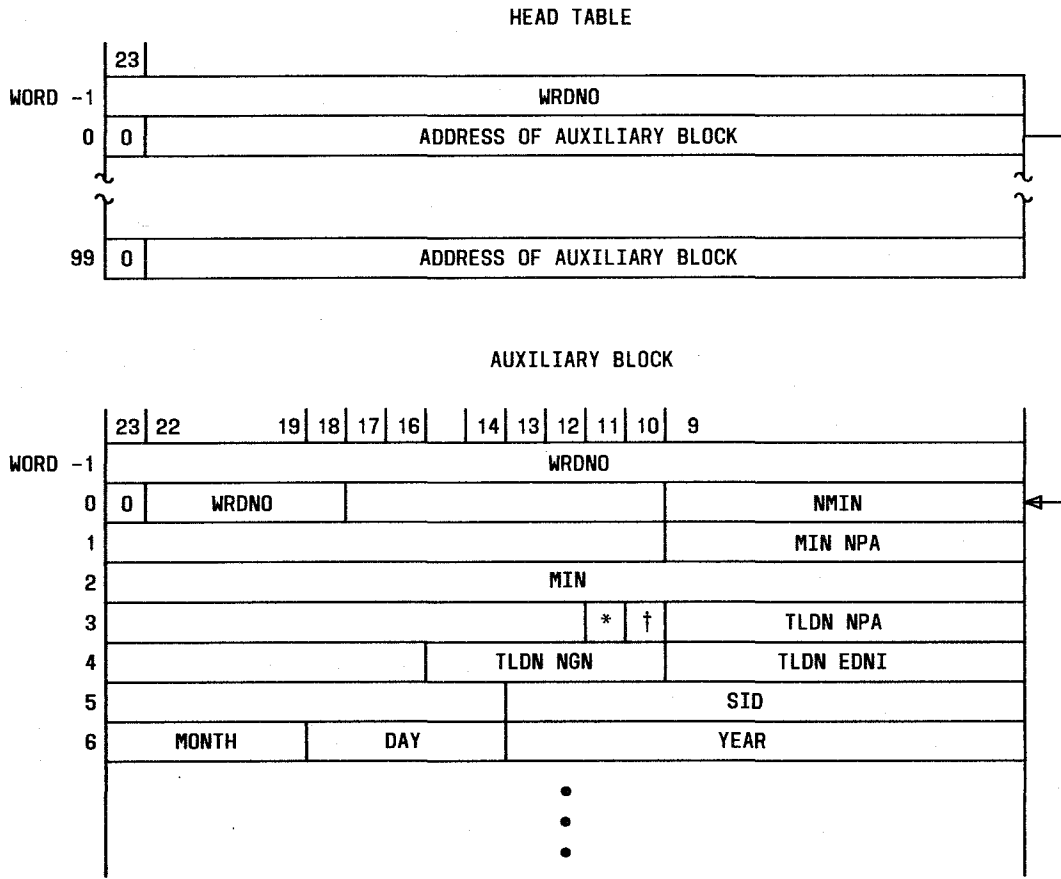 HEAD TABLE
23
WORD -1 WRDNO
0 0 ADDRESS OF AUXILIARY BLOCK
99 0 ADDRESS OF AUXILIARY BLOCK
AUXILIARY BLOCK
23 22 19 18 17 16 14 13 12 11 10 9
WORD -1 WRDNO
0 0 WRDNO NMIN
1 MIN NPA
2 MIN
3 * † TLDN NPA
4 TLDN NGN TLDN EDNI
5 SID
6 MONTH DAY YEAR